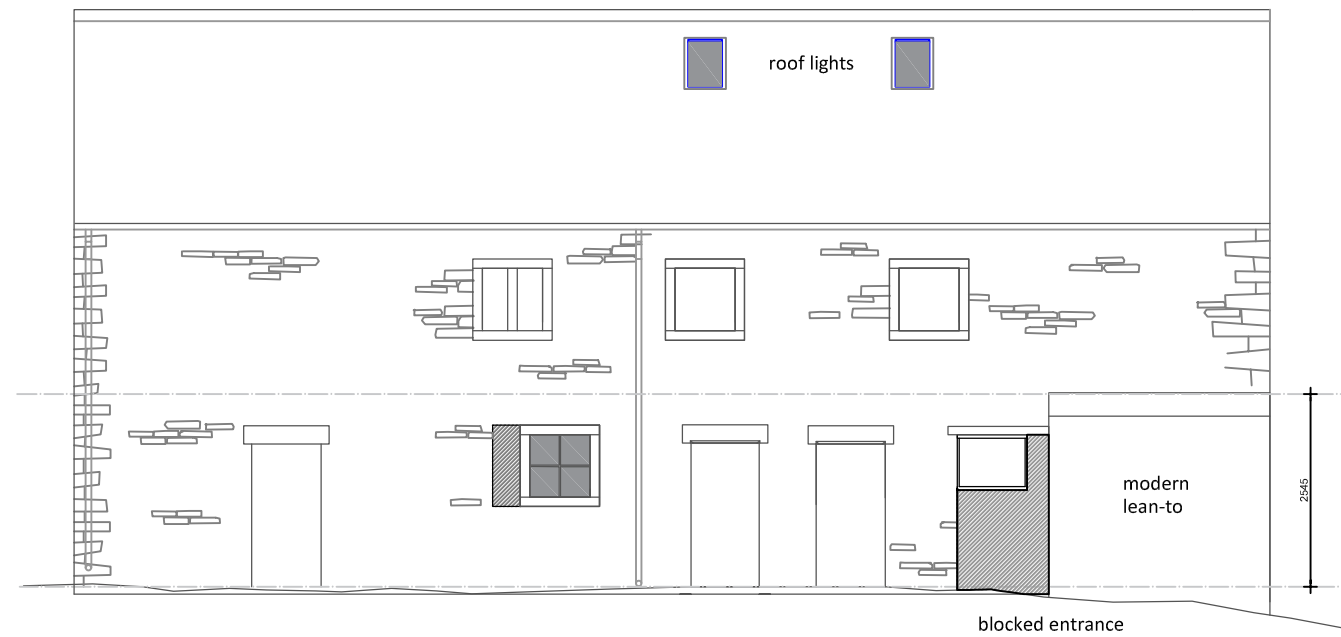 roof lights
modern
lean-to
2545
blocked entrance